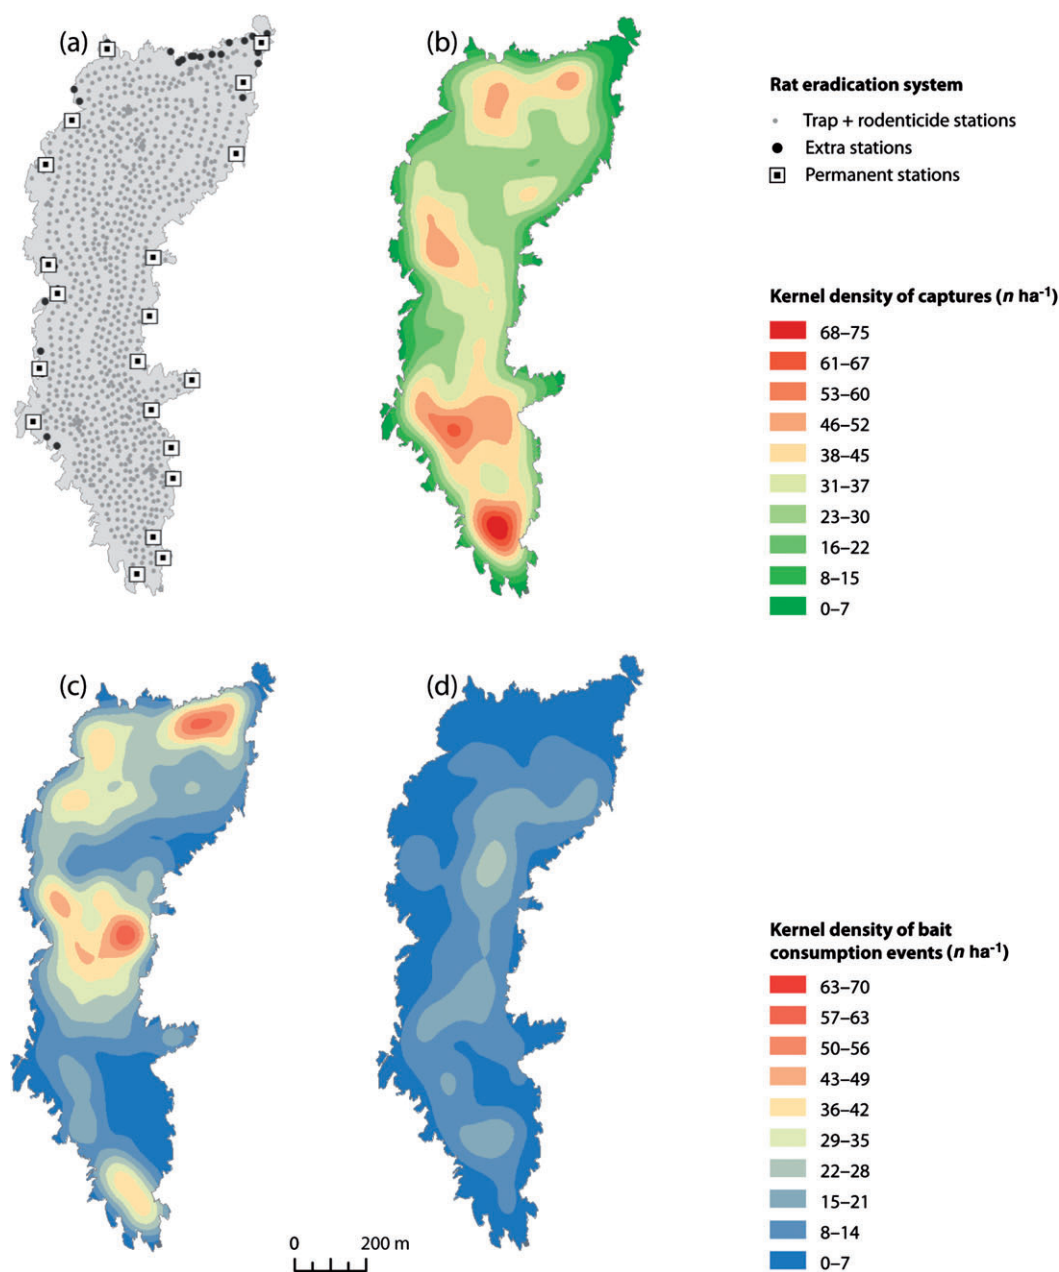 (a)
(b)
Rat eradication system
Trap + rodenticide stations
Extra stations
Permanent stations
Kernel density of captures (n ha-1)
68–75
61–67
53–60
46–52
38–45
31–37
23–30
16–22
8–15
0–7
(c)
(d)
Kernel density of bait
consumption events (n ha-1)
63–70
57–63
50–56
43–49
36–42
29–35
22–28
15–21
8–14
0–7
0 200 m